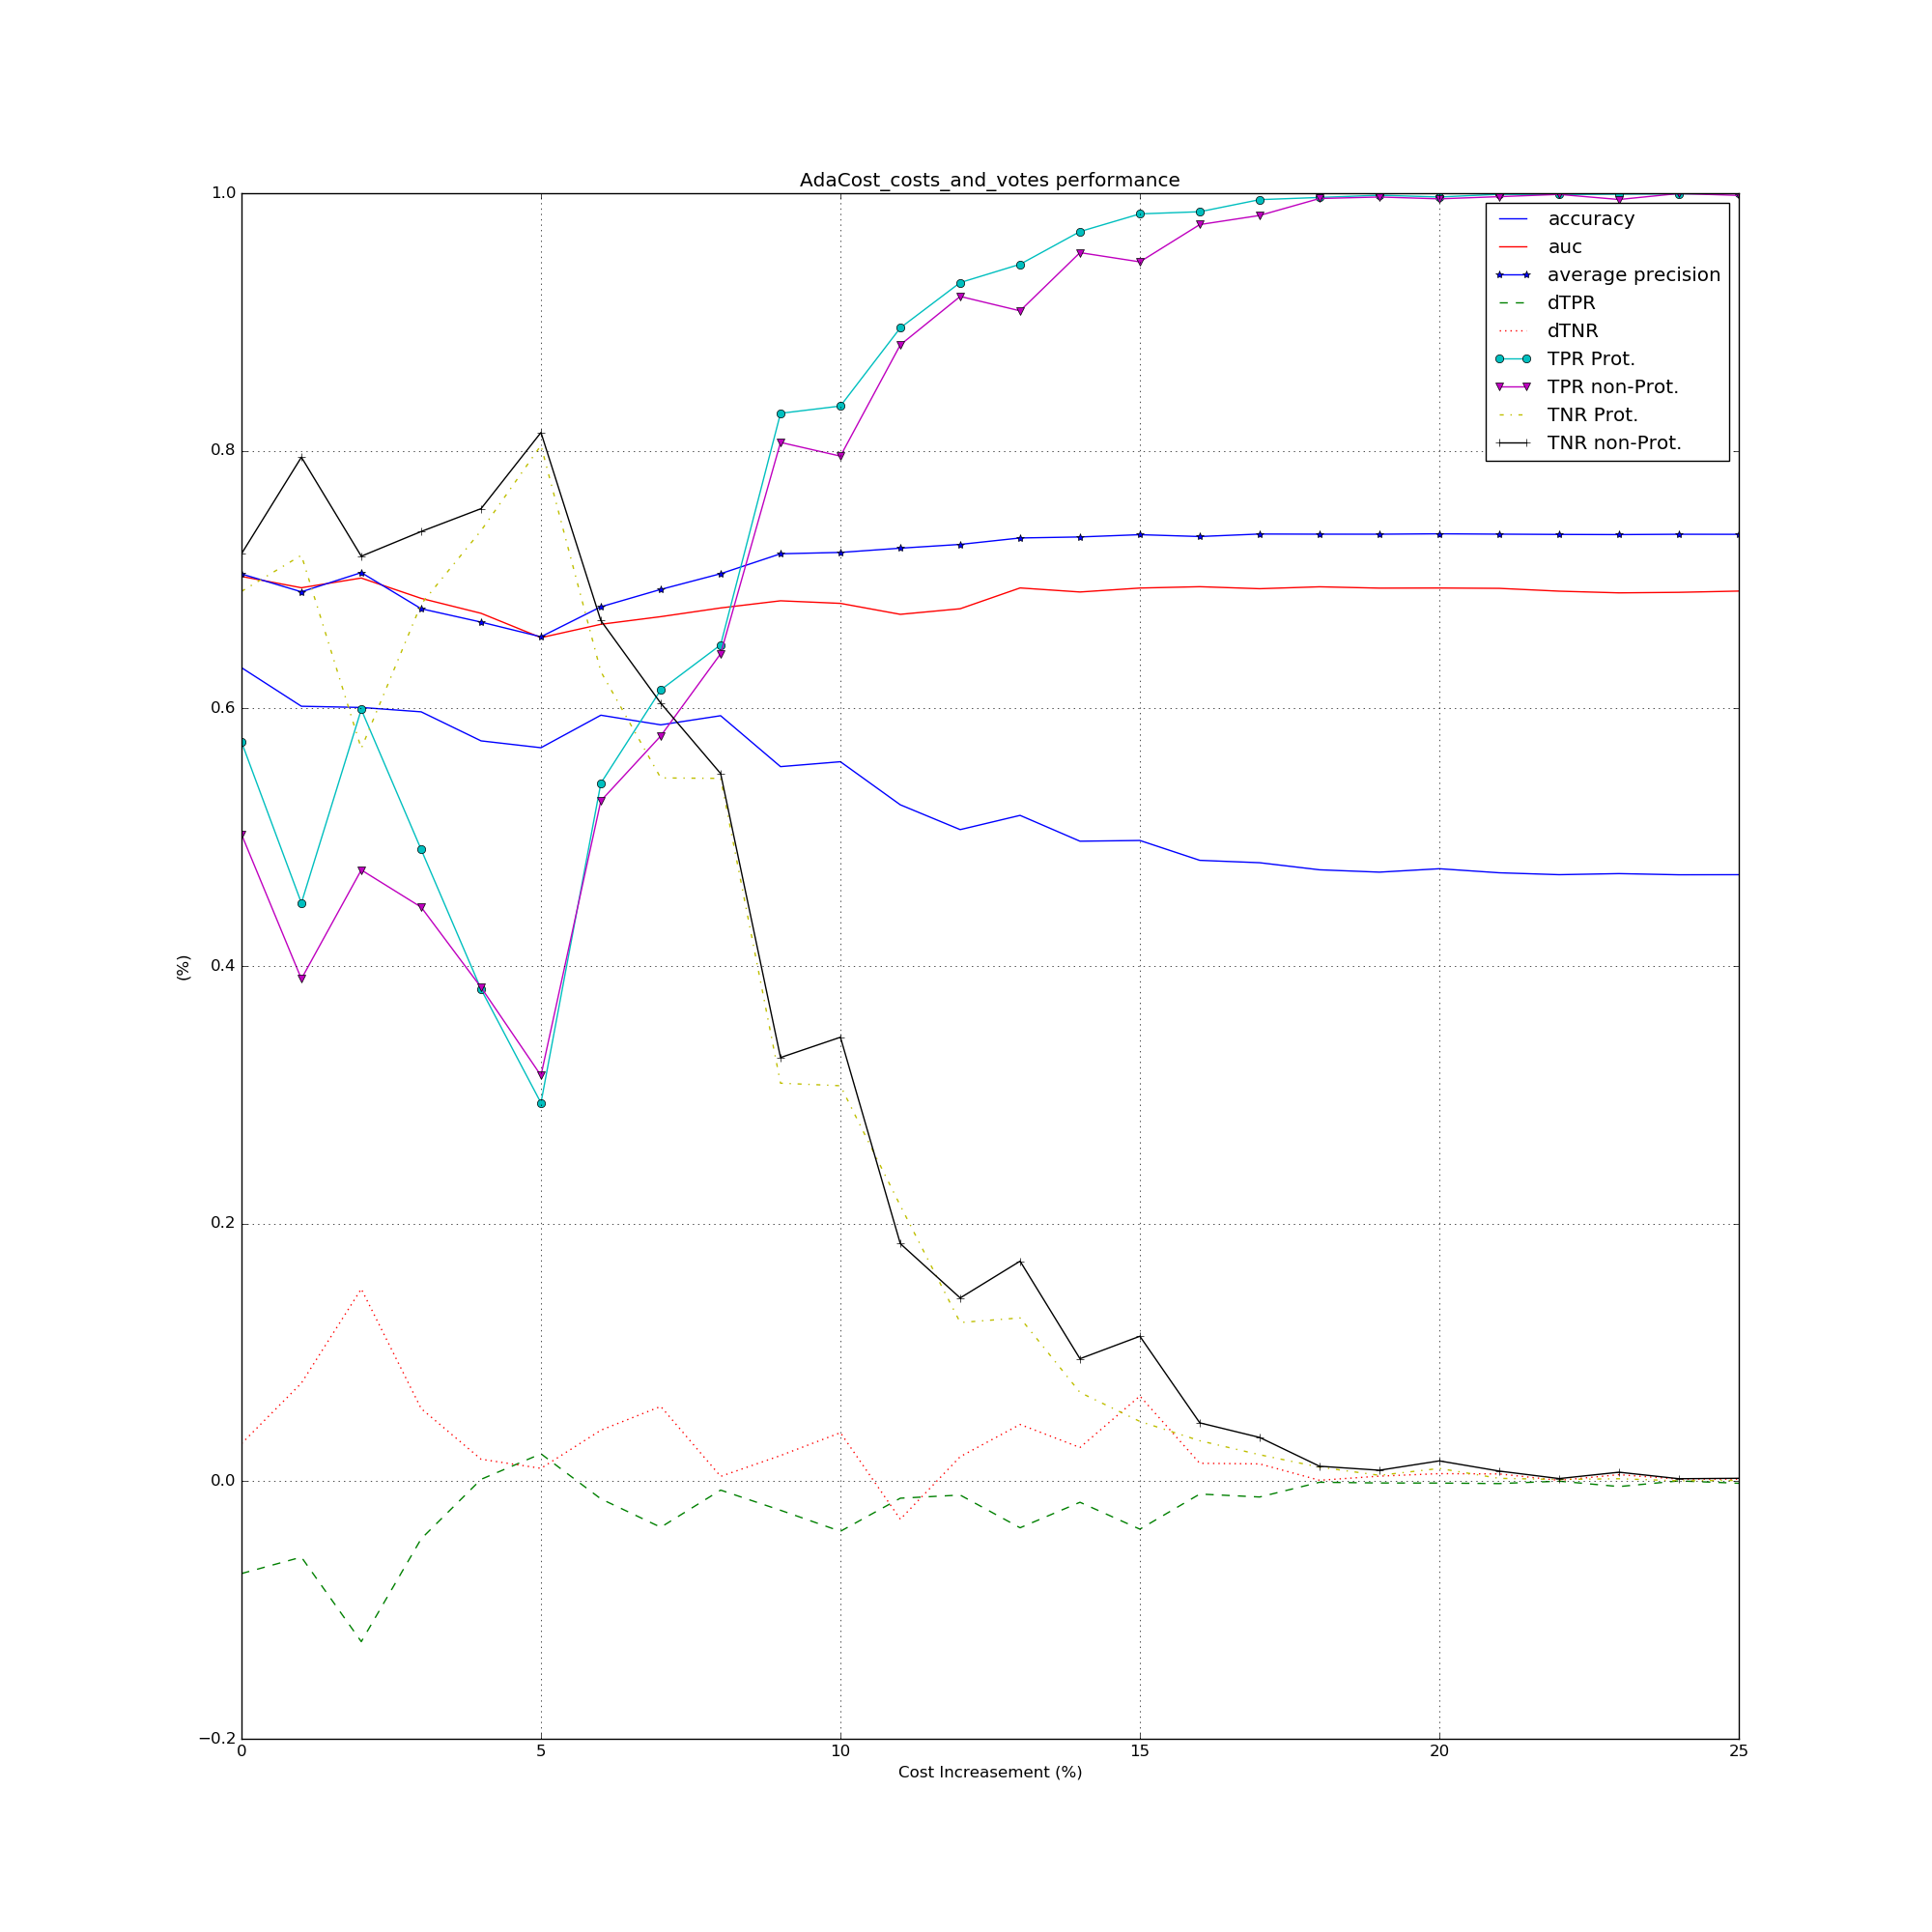 AdaCost_costs_and_votes performance
1.0
0.8
0.6
0.4
0.2
0.0
−0.2
(%)
accuracy
auc
average precision
dTPR
dTNR
TPR Prot.
TPR non-Prot.
TNR Prot.
TNR non-Prot.
0 5 10 15 20 25
Cost Increasement (%)